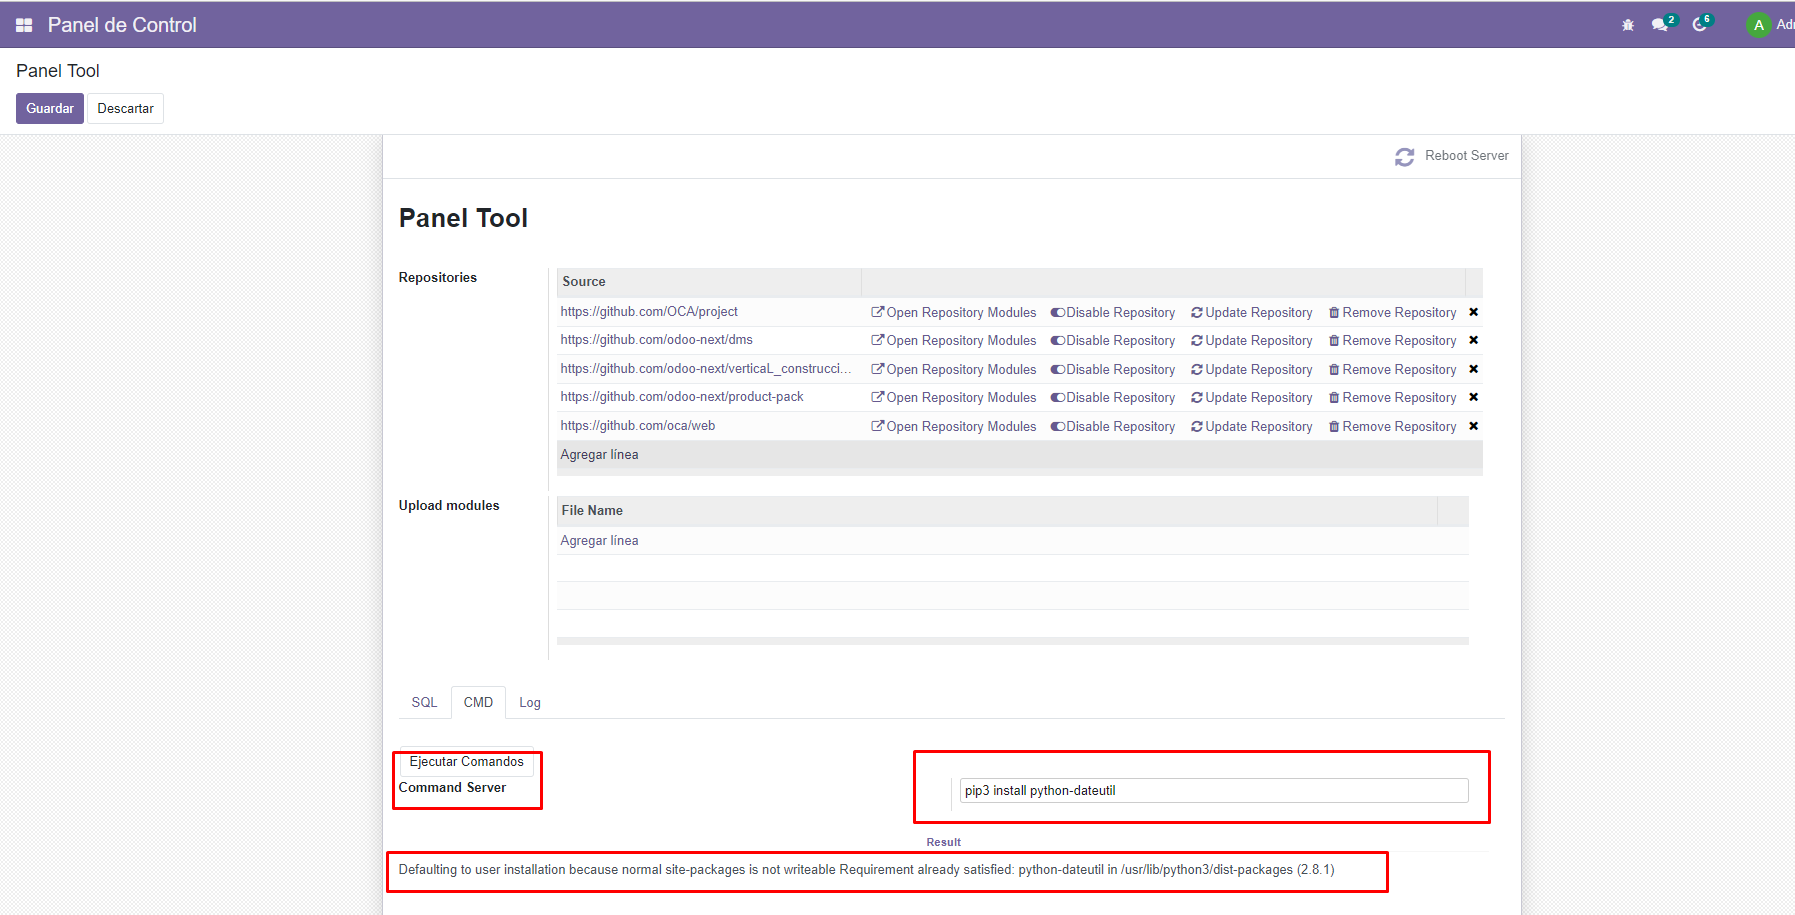 Panel de Control
2
6
A
Adm
Panel Tool
Guardar
Descartar
Reboot Server
Panel Tool
Repositories
Source
https://github.com/OCA/project Open Repository Modules Disable Repository Update Repository Remove Repository
https://github.com/odoo-next/dms Open Repository Modules Disable Repository Update Repository Remove Repository
https://github.com/odoo-next/verticaL_construcci... Open Repository Modules Disable Repository Update Repository Remove Repository
https://github.com/odoo-next/product-pack Open Repository Modules Disable Repository Update Repository Remove Repository
https://github.com/oca/web Open Repository Modules Disable Repository Update Repository Remove Repository
Agregar línea
Upload modules
File Name
Agregar línea
SQL
CMD
Log
Ejecutar Comandos
Command Server
pip3 install python-dateutil
Result
Defaulting to user installation because normal site-packages is not writeable Requirement already satisfied: python-dateutil in /usr/lib/python3/dist-packages (2.8.1)